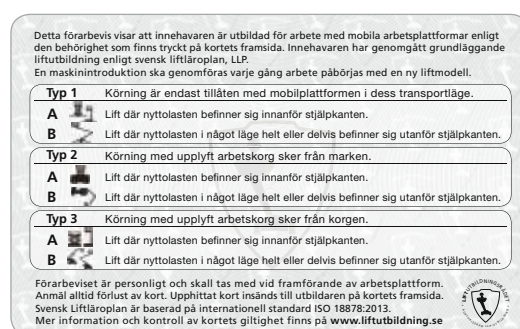 Detta förarbevis visar att innehavaren är utbildad för arbete med mobila arbetsplattformar enligt
den behörighet som finns tryckt på kortets framsida. Innehavaren har genomgått grundläggande
liftutbildning enligt svensk liftläroplan, LLP.
En maskinintroduktion ska genomföras varje gång arbete påbörjas med en ny liftmodell.
Typ 1 Körning är endast tillåten med mobilplattformen i dess transportläge.
A Lift där nyttolasten befinner sig innanför stjälpkanten.
B Lift där nyttolasten i något läge helt eller delvis befinner sig utanför stjälpkanten.
Typ 2 Körning med upplyft arbetskorg sker från marken.
A Lift där nyttolasten befinner sig innanför stjälpkanten.
B Lift där nyttolasten i något läge helt eller delvis befinner sig utanför stjälpkanten.
Typ 3 Körning med upplyft arbetskorg sker från korgen.
A Lift där nyttolasten befinner sig innanför stjälpkanten.
B Lift där nyttolasten i något läge helt eller delvis befinner sig utanför stjälpkanten.
Förarbeviset är personligt och skall tas med vid framförande av arbetsplattform.
Anmäl alltid förlust av kort. Upphittat kort insänds till utbildaren på kortets framsida.
Svensk Liftläroplan är baserad på internationell standard ISO 18878:2013.
Mer information och kontroll av kortets giltighet finns på www.liftutbildning.se
LIFTUTBILDNINGSRÅDET